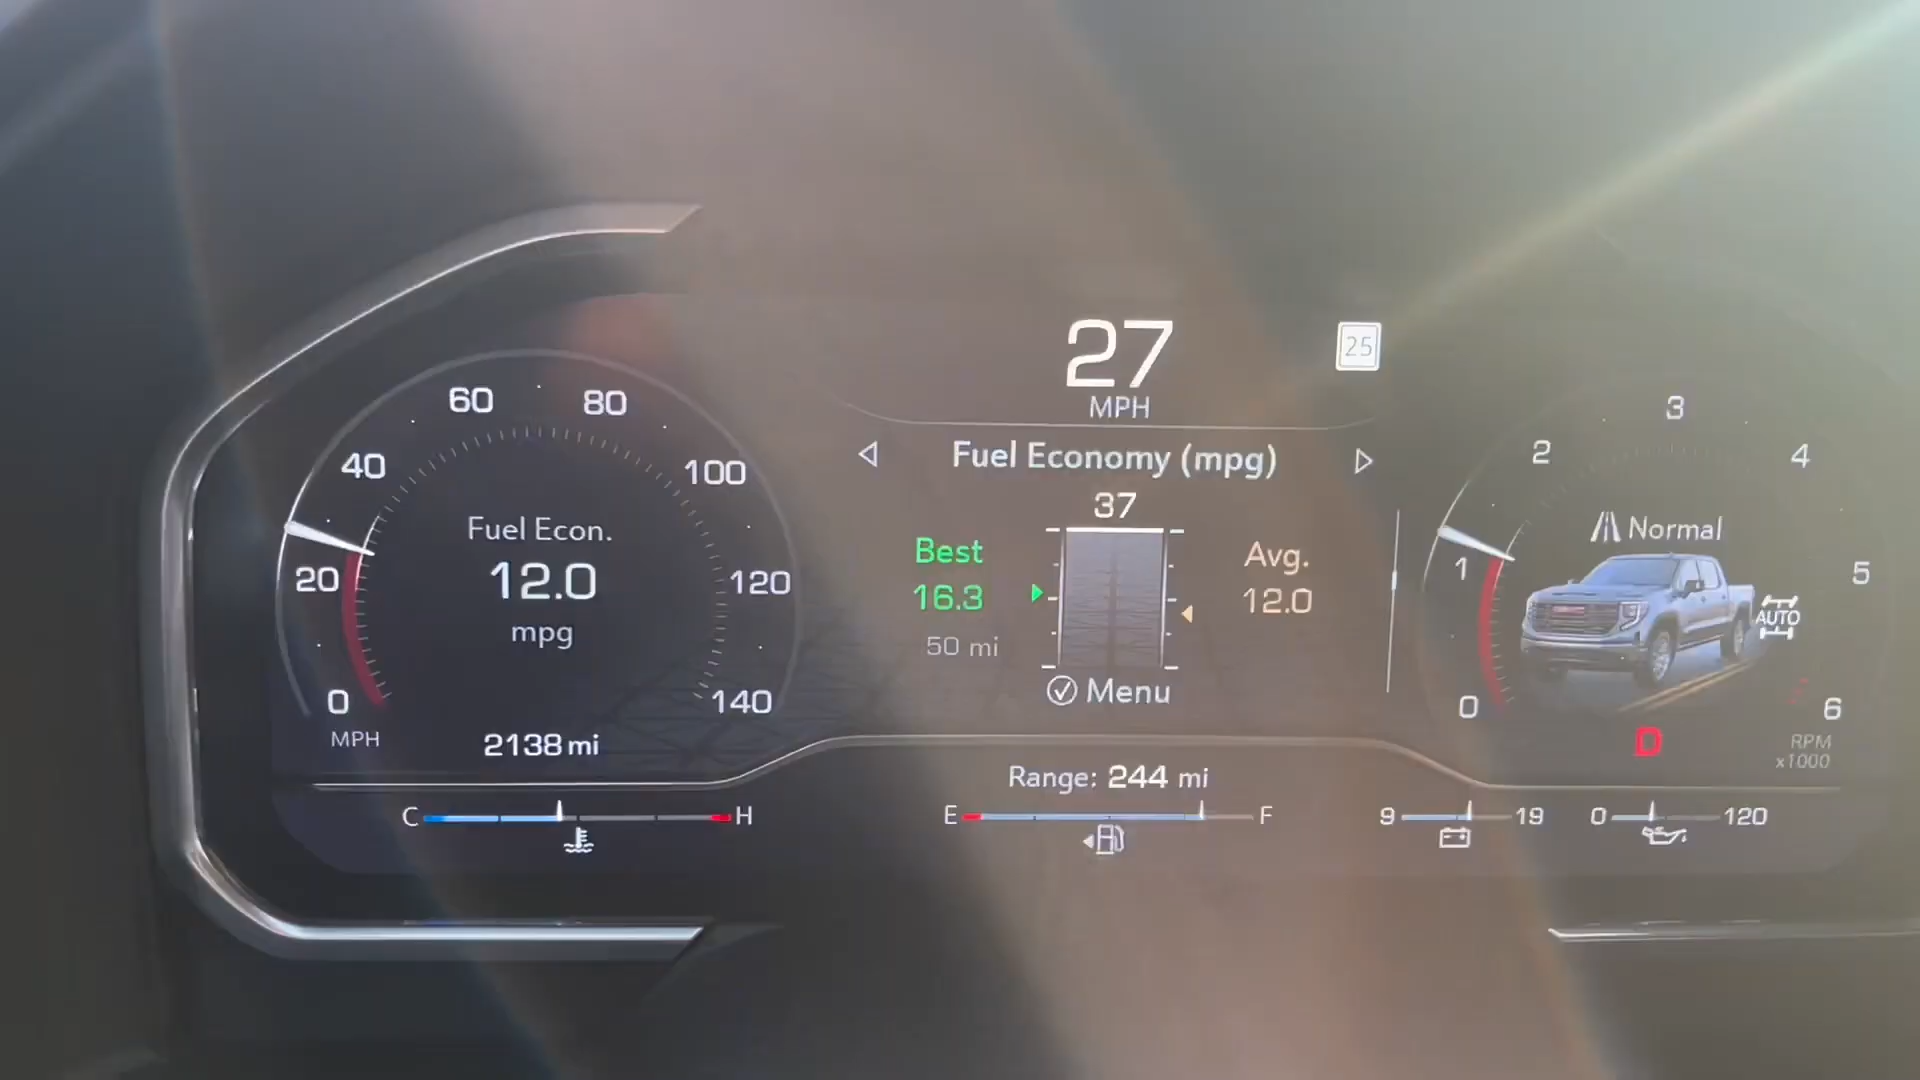 27
MPH
25
0
20
40
60
80
100
120
140
MPH
Fuel Econ.
12.0
mpg
2138 mi
Fuel Economy (mpg)
37
Best
16.3
50 mi
Avg.
12.0
Menu
0
1
2
3
4
5
6
RPM
x1000
Normal
AUTO
D
Range: 244 mi
C H
E F
9 19
0 120